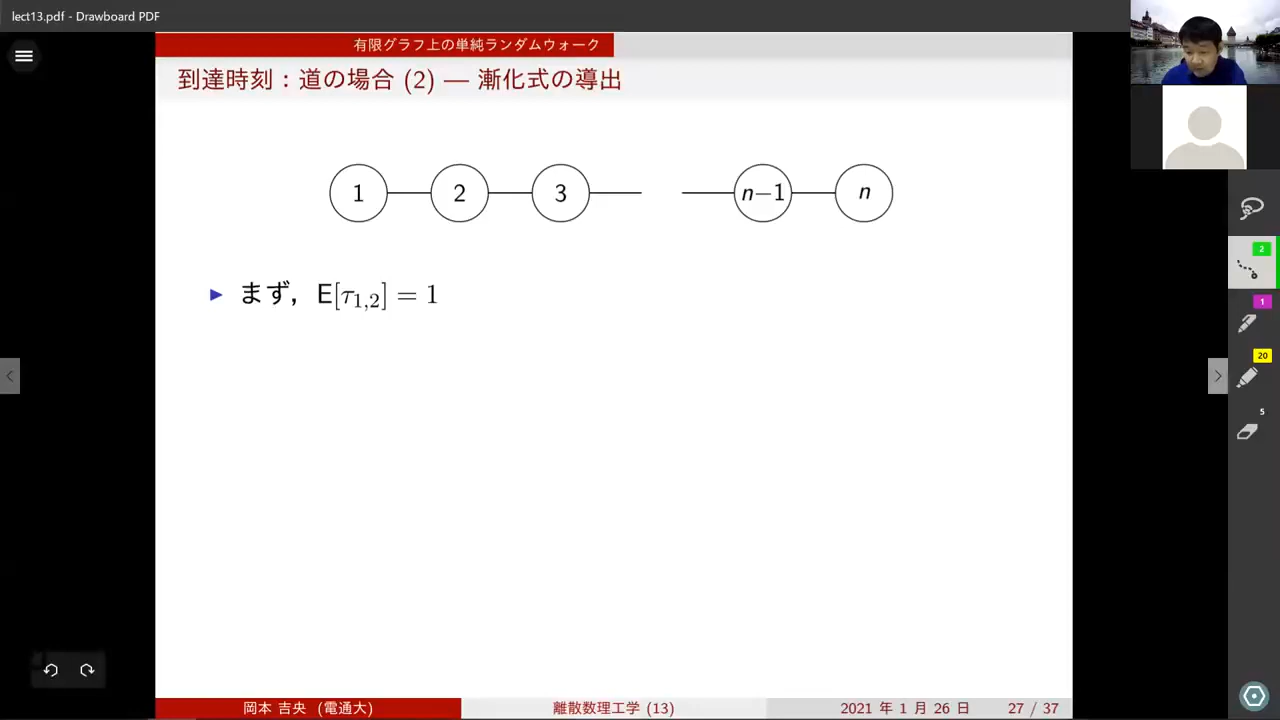 lect13.pdf - Drawboard PDF
有限グラフ上の単純ランダムウォーク
到達時刻：道の場合 (2) — 漸化式の導出
1 2 3 n−1 n
▶ まず，E[τ1,2] = 1
2
1
20
5
岡本 吉央 (電通大) 離散数理工学 (13) 2021 年 1 月 26 日 27 / 37